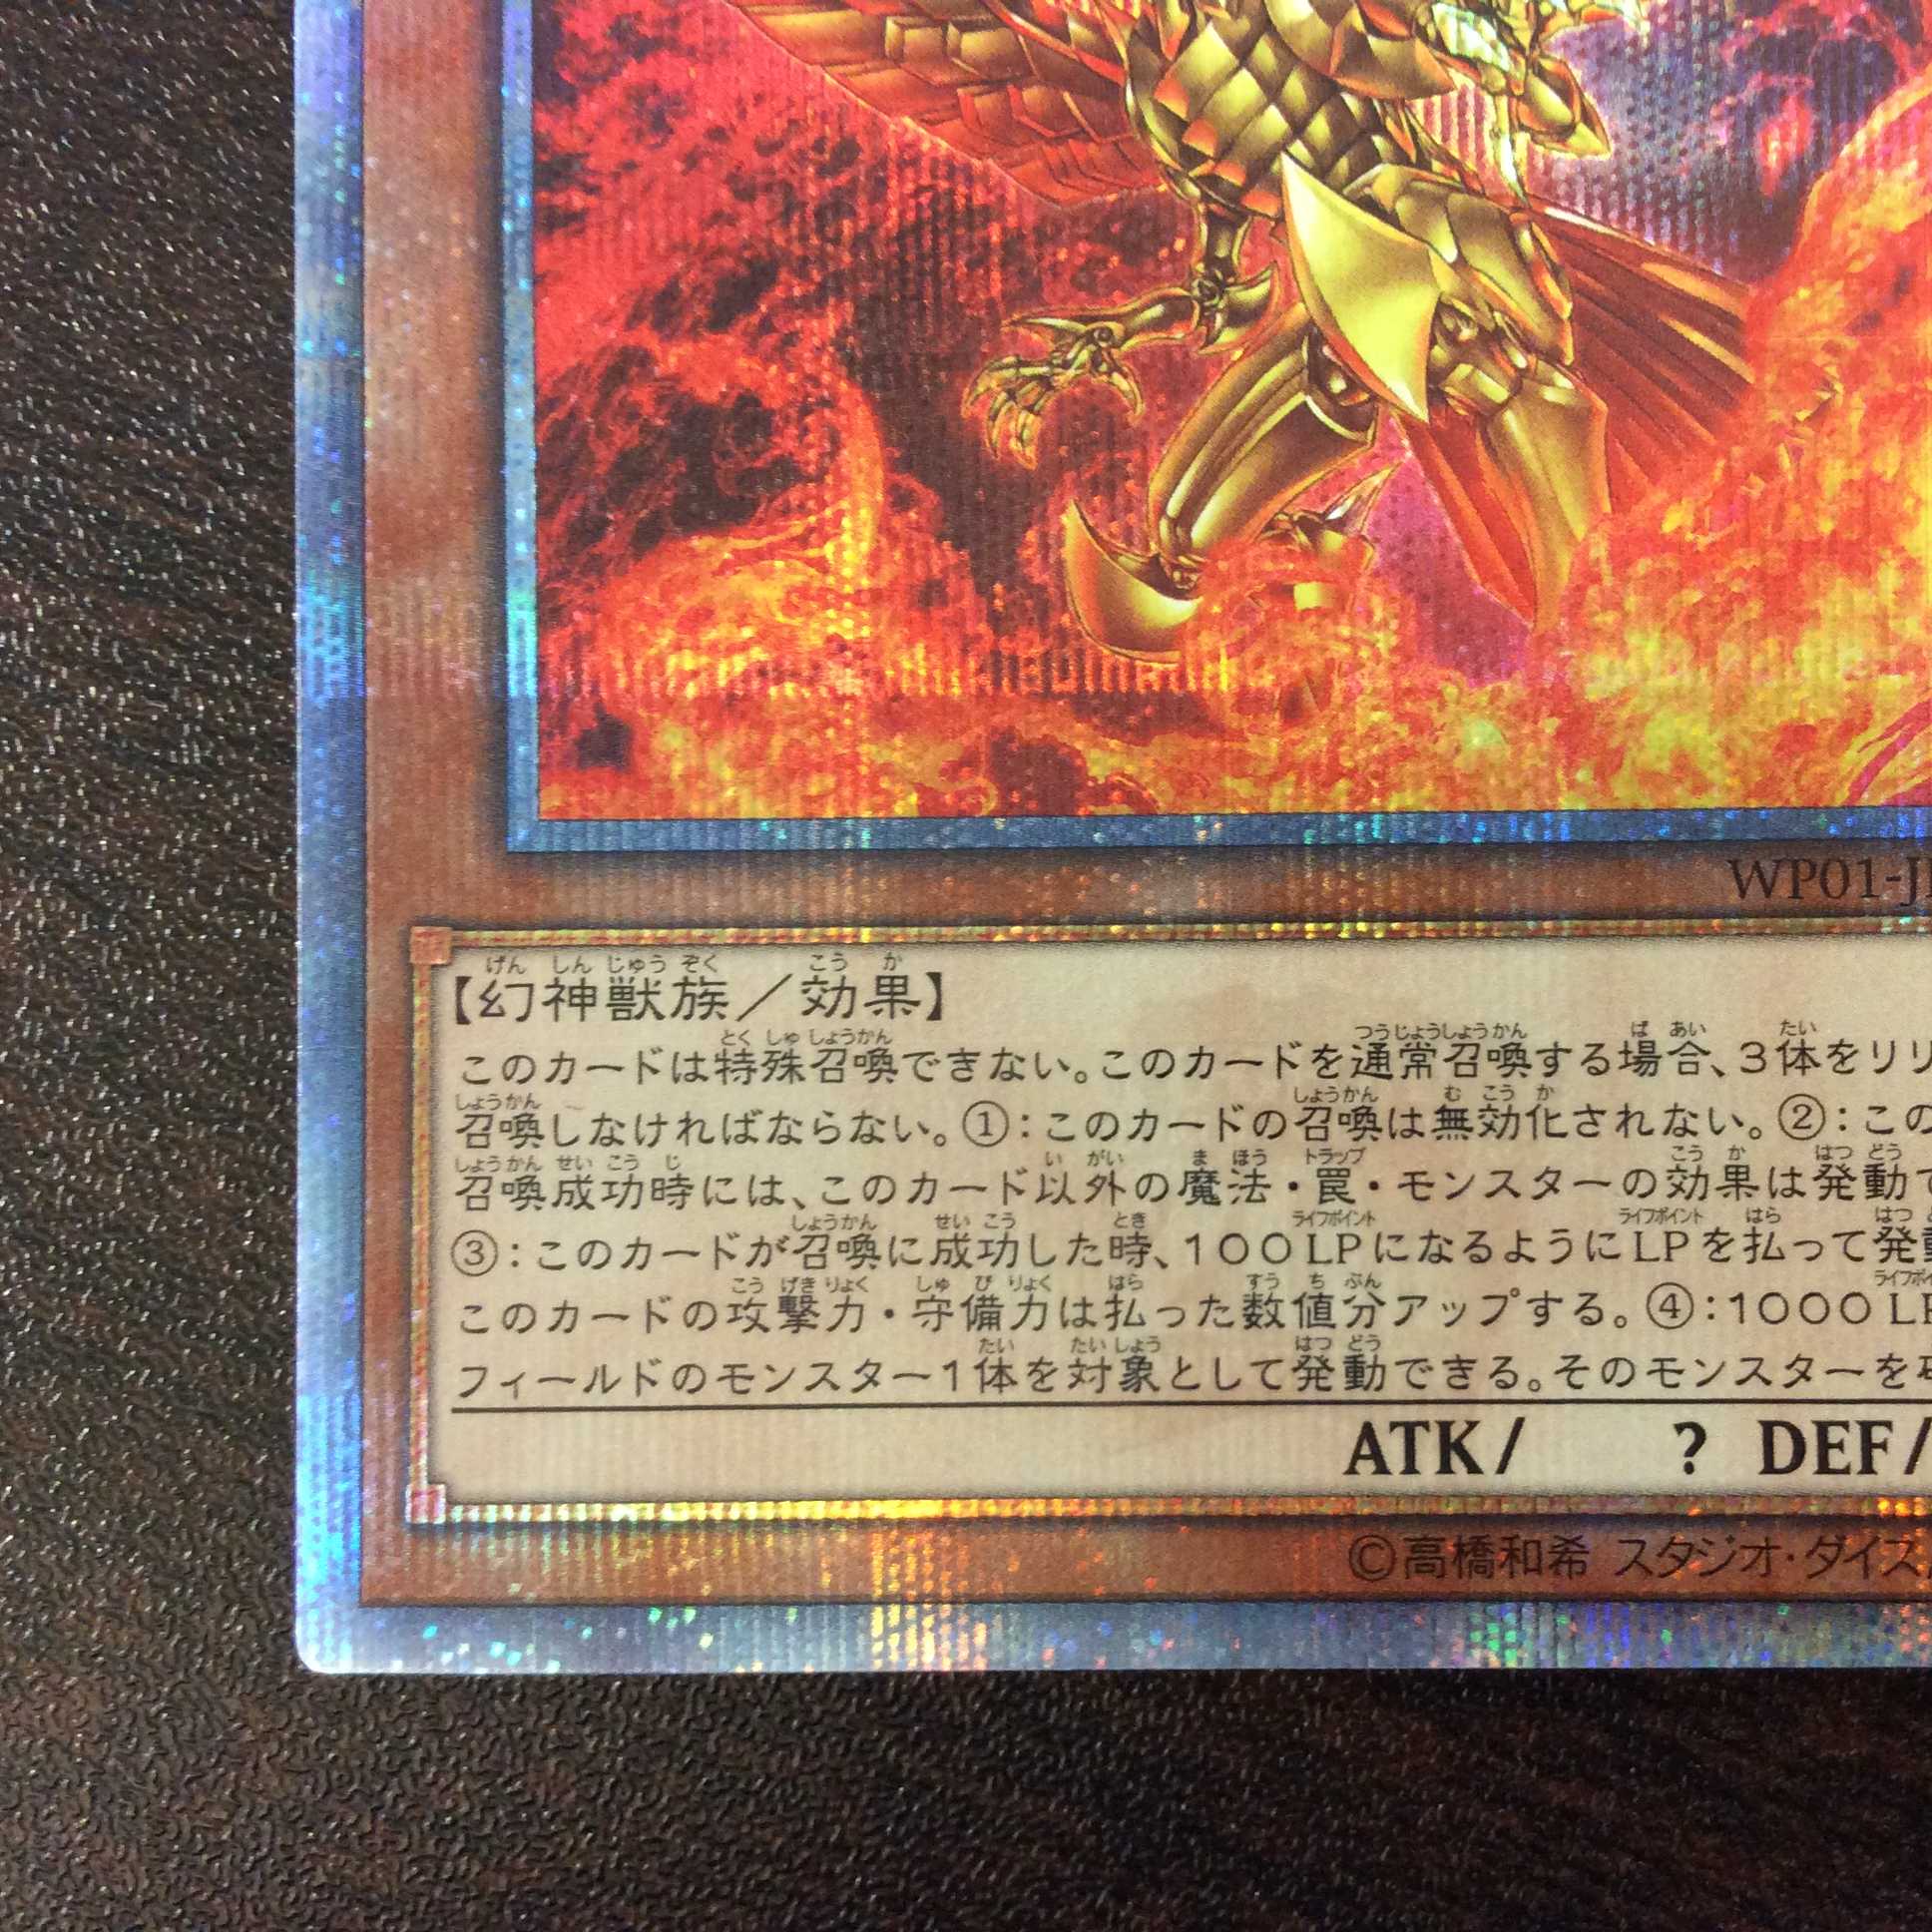 WP01-J
【幻神獣族／効果】
このカードは特殊召喚できない。このカードを通常召喚する場合、3体をリリ
召喚しなければならない。①：このカードの召喚は無効化されない。②：この
召喚成功時には、このカード以外の魔法・罠・モンスターの効果は発動で
③：このカードが召喚に成功した時、100LPになるようにLPを払って発動
このカードの攻撃力・守備力は払った数値分アップする。④：1000LP
フィールドのモンスター1体を対象として発動できる。そのモンスターを
ATK/ ? DEF/
©高橋和希 スタジオ・ダイス